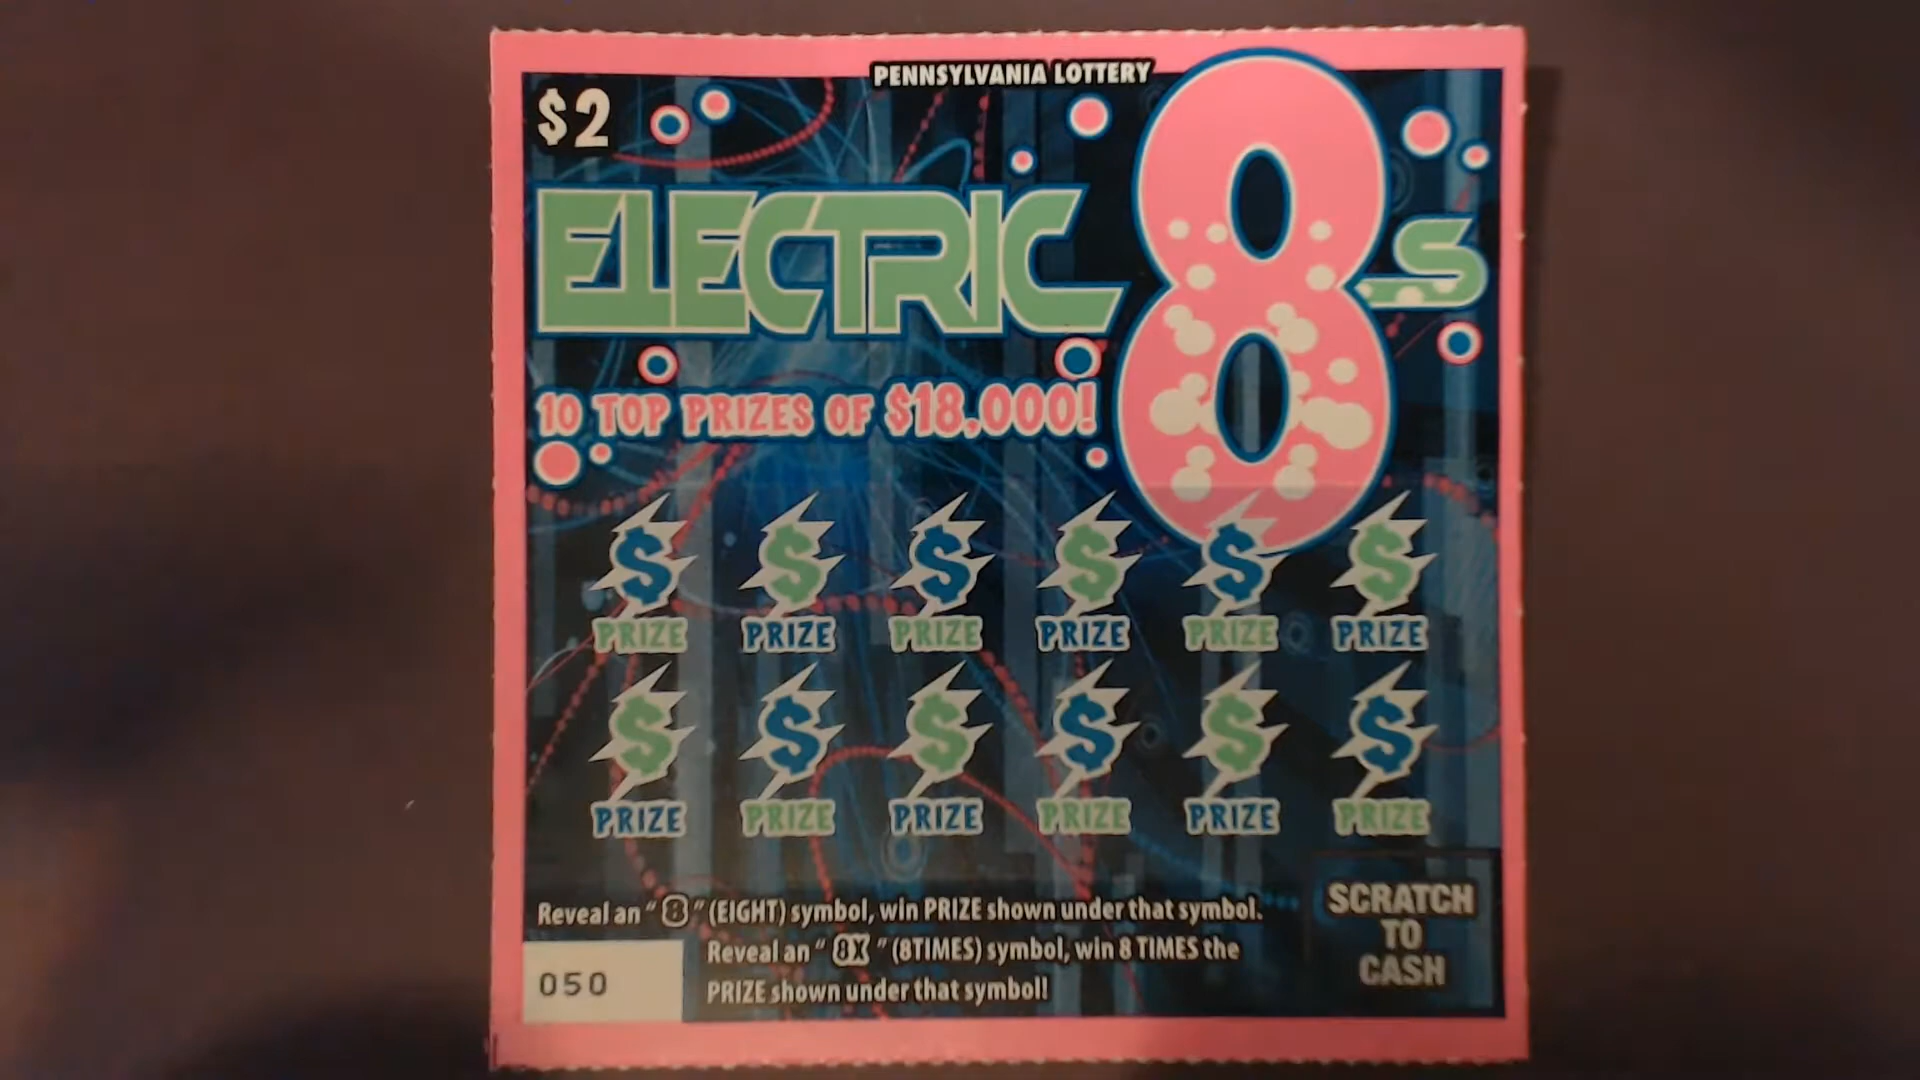 PENNSYLVANIA LOTTERY
$2
ELECTRIC 8s
10 TOP PRIZES OF $18,000!
$ $ $ $ $ $
PRIZE PRIZE PRIZE PRIZE PRIZE PRIZE
$ $ $ $ $ $
PRIZE PRIZE PRIZE PRIZE PRIZE PRIZE
Reveal an "8" (EIGHT) symbol, win PRIZE shown under that symbol.
Reveal an "8X" (8TIMES) symbol, win 8 TIMES the
PRIZE shown under that symbol!
050
SCRATCH
TO
CASH